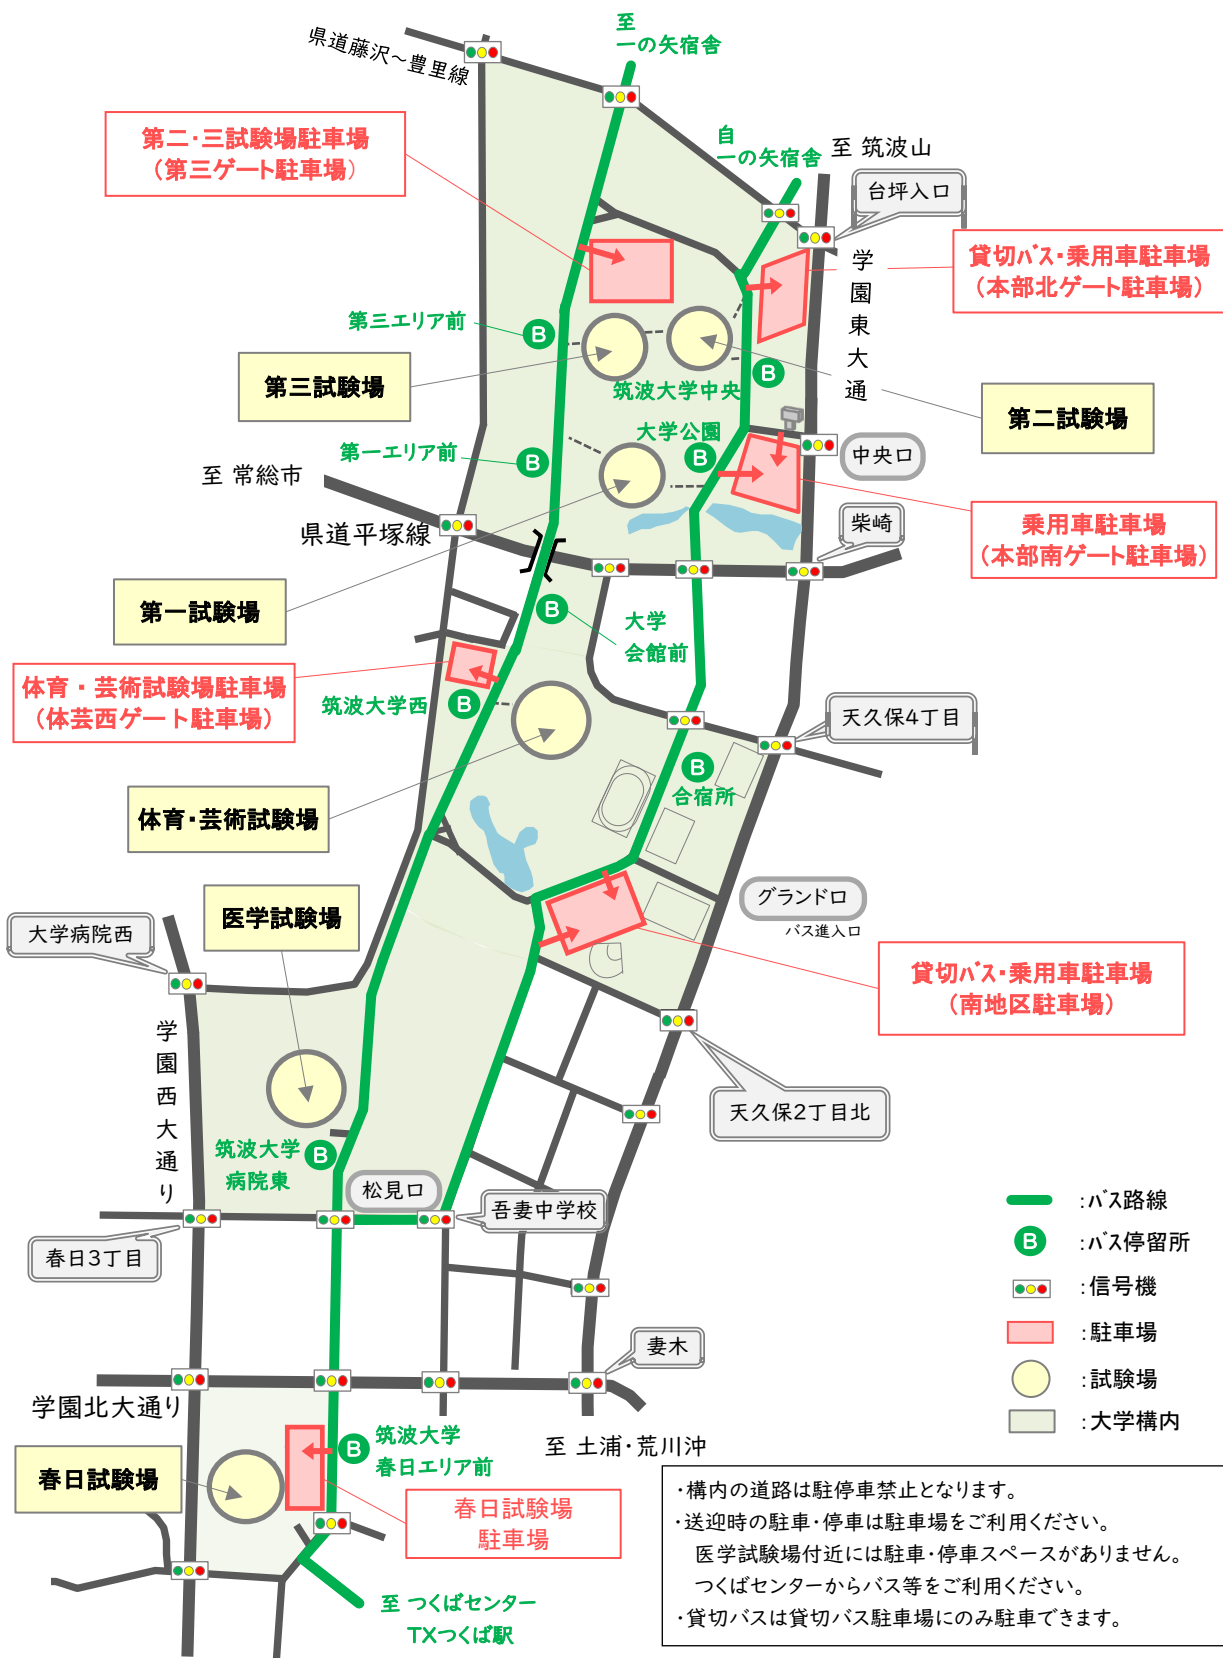 至
一の矢宿舎
県道藤沢～豊里線
第二・三試験場駐車場
（第三ゲート駐車場）
自
一の矢宿舎
至 筑波山
台坪入口
貸切バス・乗用車駐車場
（本部北ゲート駐車場）
学園東大通
第三エリア前
B
第三試験場
筑波大学中央
B
第二試験場
大学公園
B
第一エリア前
B
中央口
至 常総市
県道平塚線
柴崎
乗用車駐車場
（本部南ゲート駐車場）
第一試験場
B
大学
会館前
体育・芸術試験場駐車場
（体芸西ゲート駐車場）
筑波大学西
B
天久保4丁目
B
合宿所
体育・芸術試験場
医学試験場
グランド口
バス進入口
大学病院西
貸切バス・乗用車駐車場
（南地区駐車場）
学園西大通り
天久保2丁目北
筑波大学
病院東
B
松見口
吾妻中学校
春日3丁目
:バス路線
B
:バス停留所
:信号機
:駐車場
:試験場
:大学構内
妻木
学園北大通り
B
筑波大学
春日エリア前
至 土浦・荒川沖
春日試験場
春日試験場
駐車場
至 つくばセンター
TXつくば駅
・構内の道路は駐停車禁止となります。
・送迎時の駐車・停車は駐車場をご利用ください。
医学試験場付近には駐車・停車スペースがありません。
つくばセンターからバス等をご利用ください。
・貸切バスは貸切バス駐車場にのみ駐車できます。